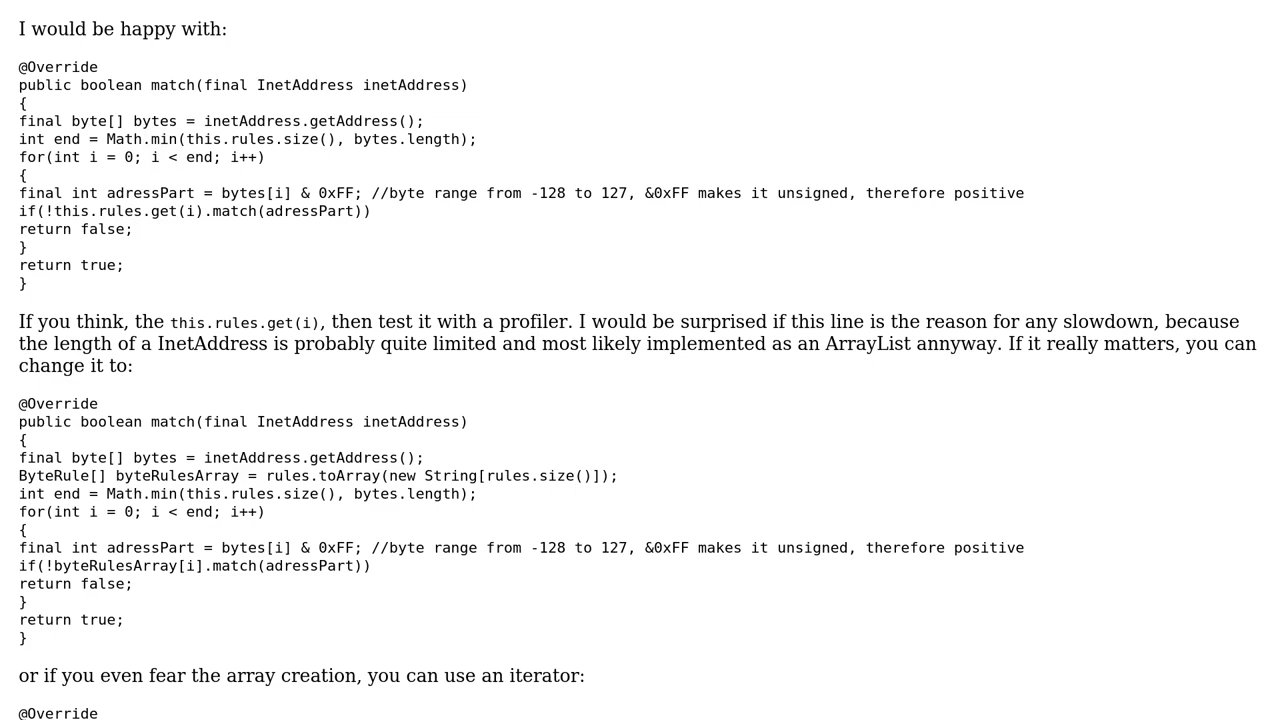 I would be happy with:
@Override
public boolean match(final InetAddress inetAddress)
{
final byte[] bytes = inetAddress.getAddress();
int end = Math.min(this.rules.size(), bytes.length);
for(int i = 0; i < end; i++)
{
final int adressPart = bytes[i] & 0xFF; //byte range from -128 to 127, &0xFF makes it unsigned, therefore positive
if(!this.rules.get(i).match(adressPart))
return false;
}
return true;
}
If you think, the this.rules.get(i), then test it with a profiler. I would be surprised if this line is the reason for any slowdown, because
the length of a InetAddress is probably quite limited and most likely implemented as an ArrayList annyway. If it really matters, you can
change it to:
@Override
public boolean match(final InetAddress inetAddress)
{
final byte[] bytes = inetAddress.getAddress();
ByteRule[] byteRulesArray = rules.toArray(new String[rules.size()]);
int end = Math.min(this.rules.size(), bytes.length);
for(int i = 0; i < end; i++)
{
final int adressPart = bytes[i] & 0xFF; //byte range from -128 to 127, &0xFF makes it unsigned, therefore positive
if(!byteRulesArray[i].match(adressPart))
return false;
}
return true;
}
or if you even fear the array creation, you can use an iterator:
@Override